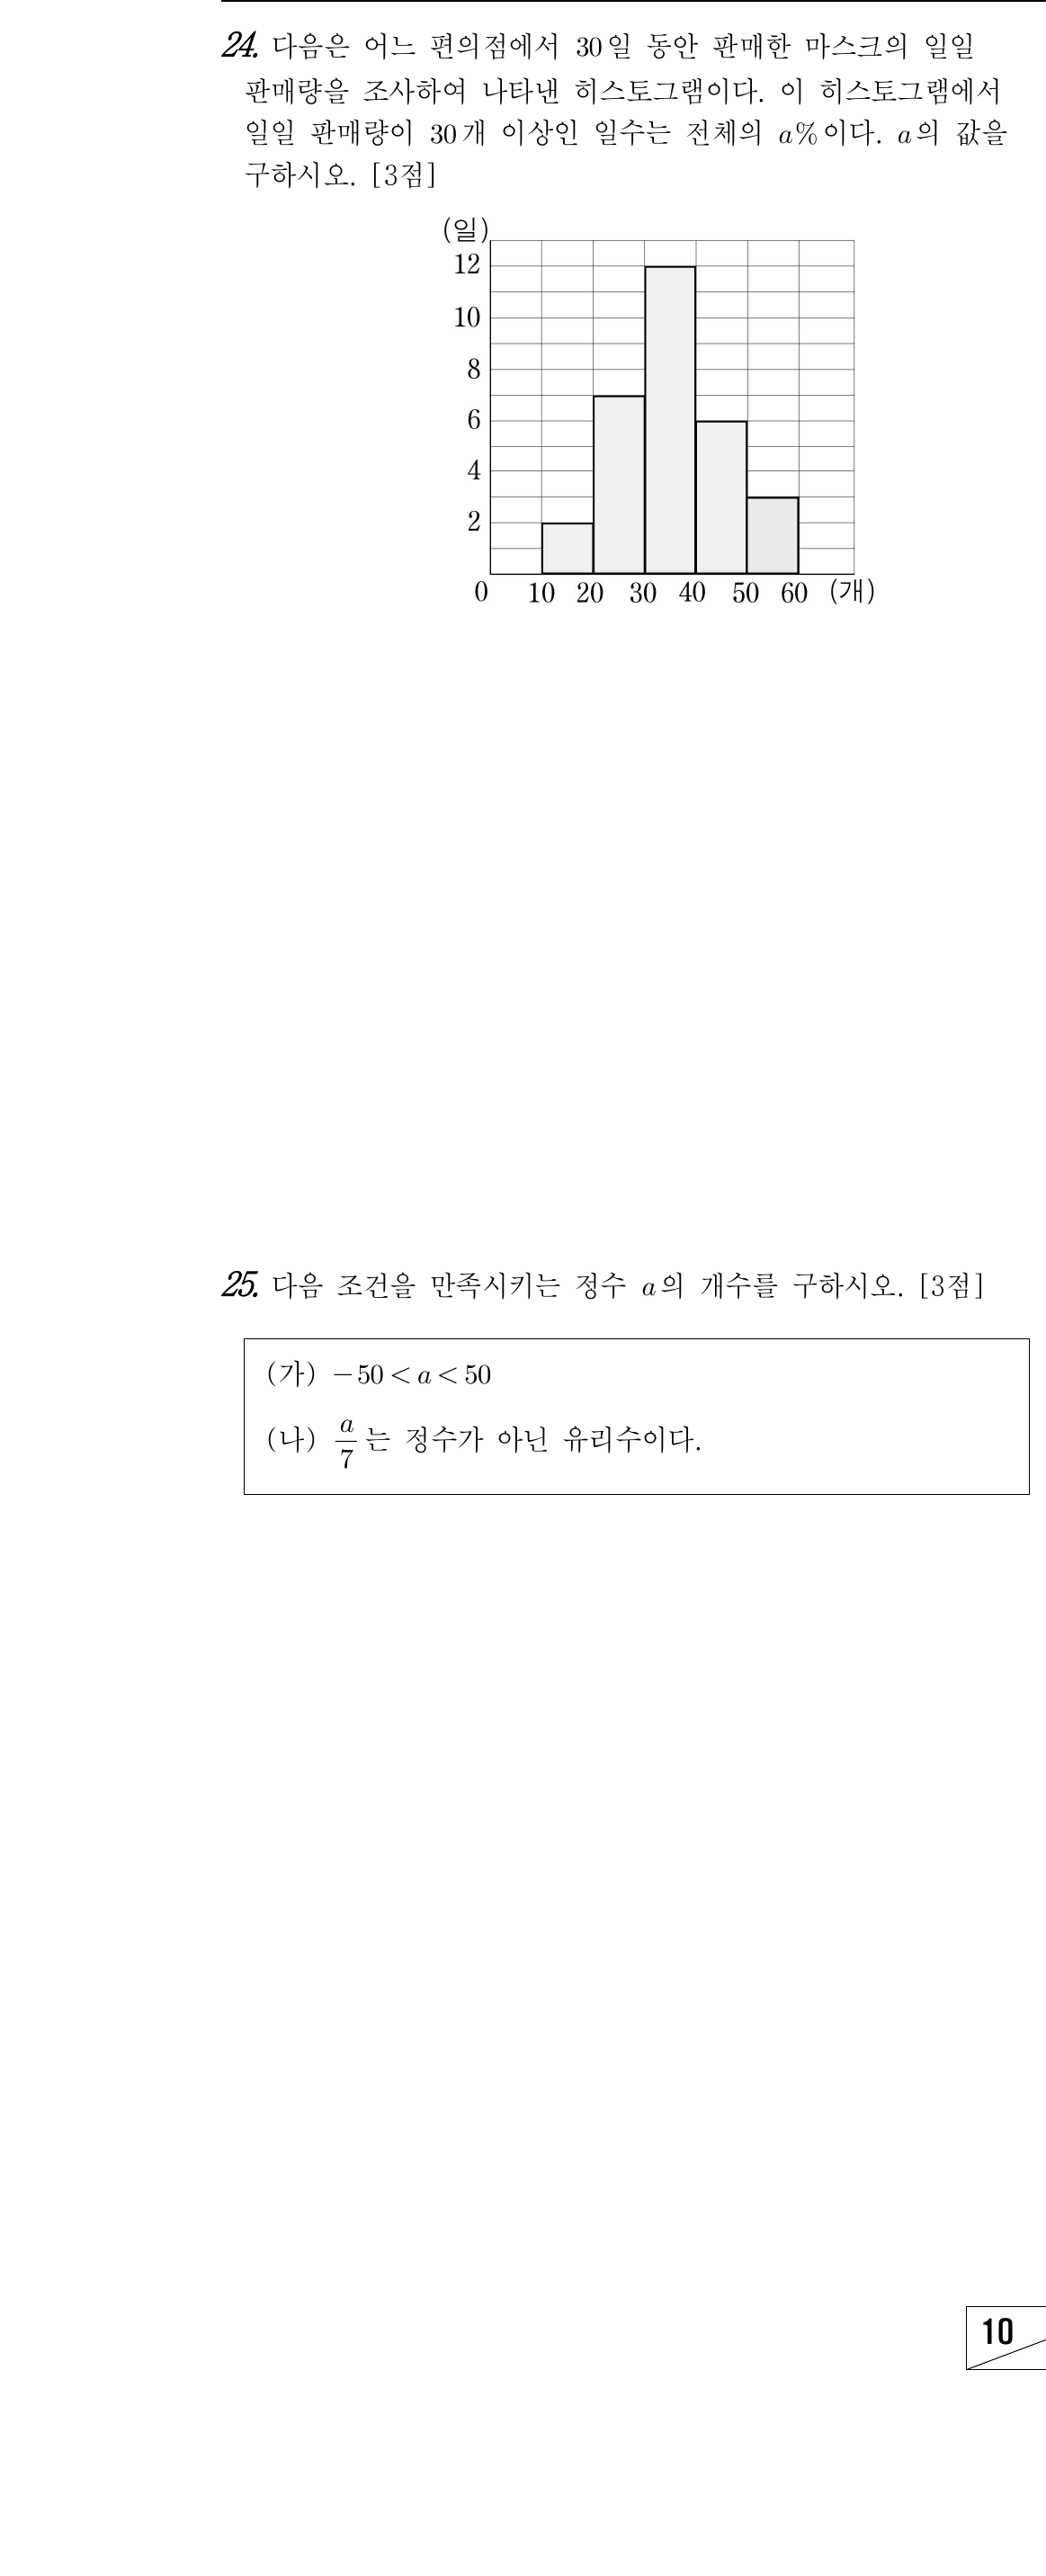 24. 다음은 어느 편의점에서 30일 동안 판매한 마스크의 일일
판매량을 조사하여 나타낸 히스토그램이다. 이 히스토그램에서
일일 판매량이 30개 이상인 일수는 전체의 a%이다. a의 값을
구하시오. [3점]
(일)
12
10
8
6
4
2
0 10 20 30 40 50 60 (개)
25. 다음 조건을 만족시키는 정수 a의 개수를 구하시오. [3점]
(가) -50 < a < 50
(나) a/7는 정수가 아닌 유리수이다.
10